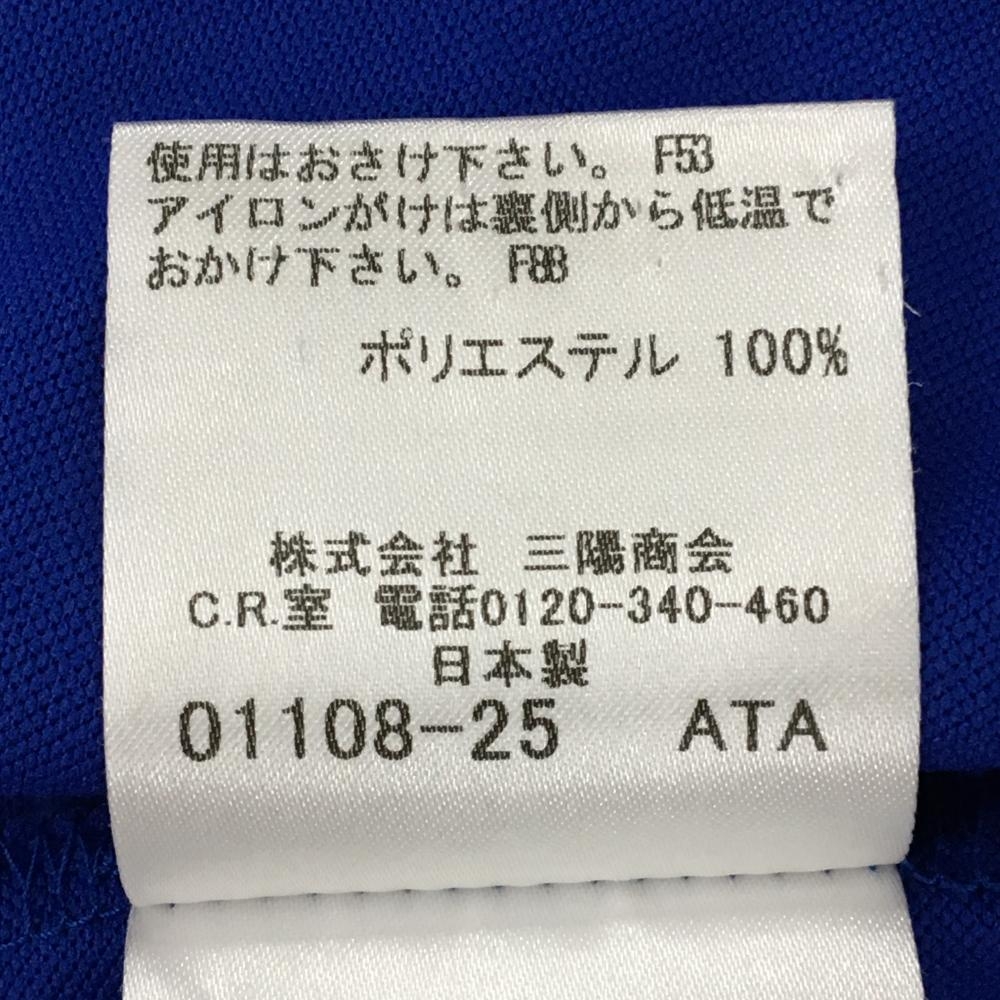 使用はおさけ下さい。 F53
アイロンがけは裏側から低温で
おかけ下さい。 F88
ポリエステル 100%
株式会社 三陽商会
C.R.室 電話0120-340-460
日本製
01108-25 ATA